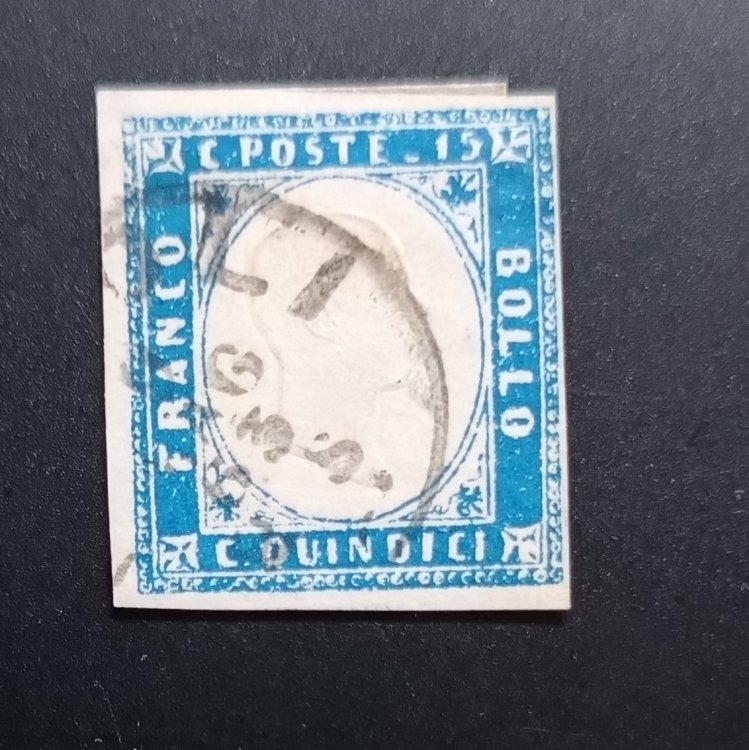 C POSTE. 15
FRANCO
BOLLO
C QUINDICI